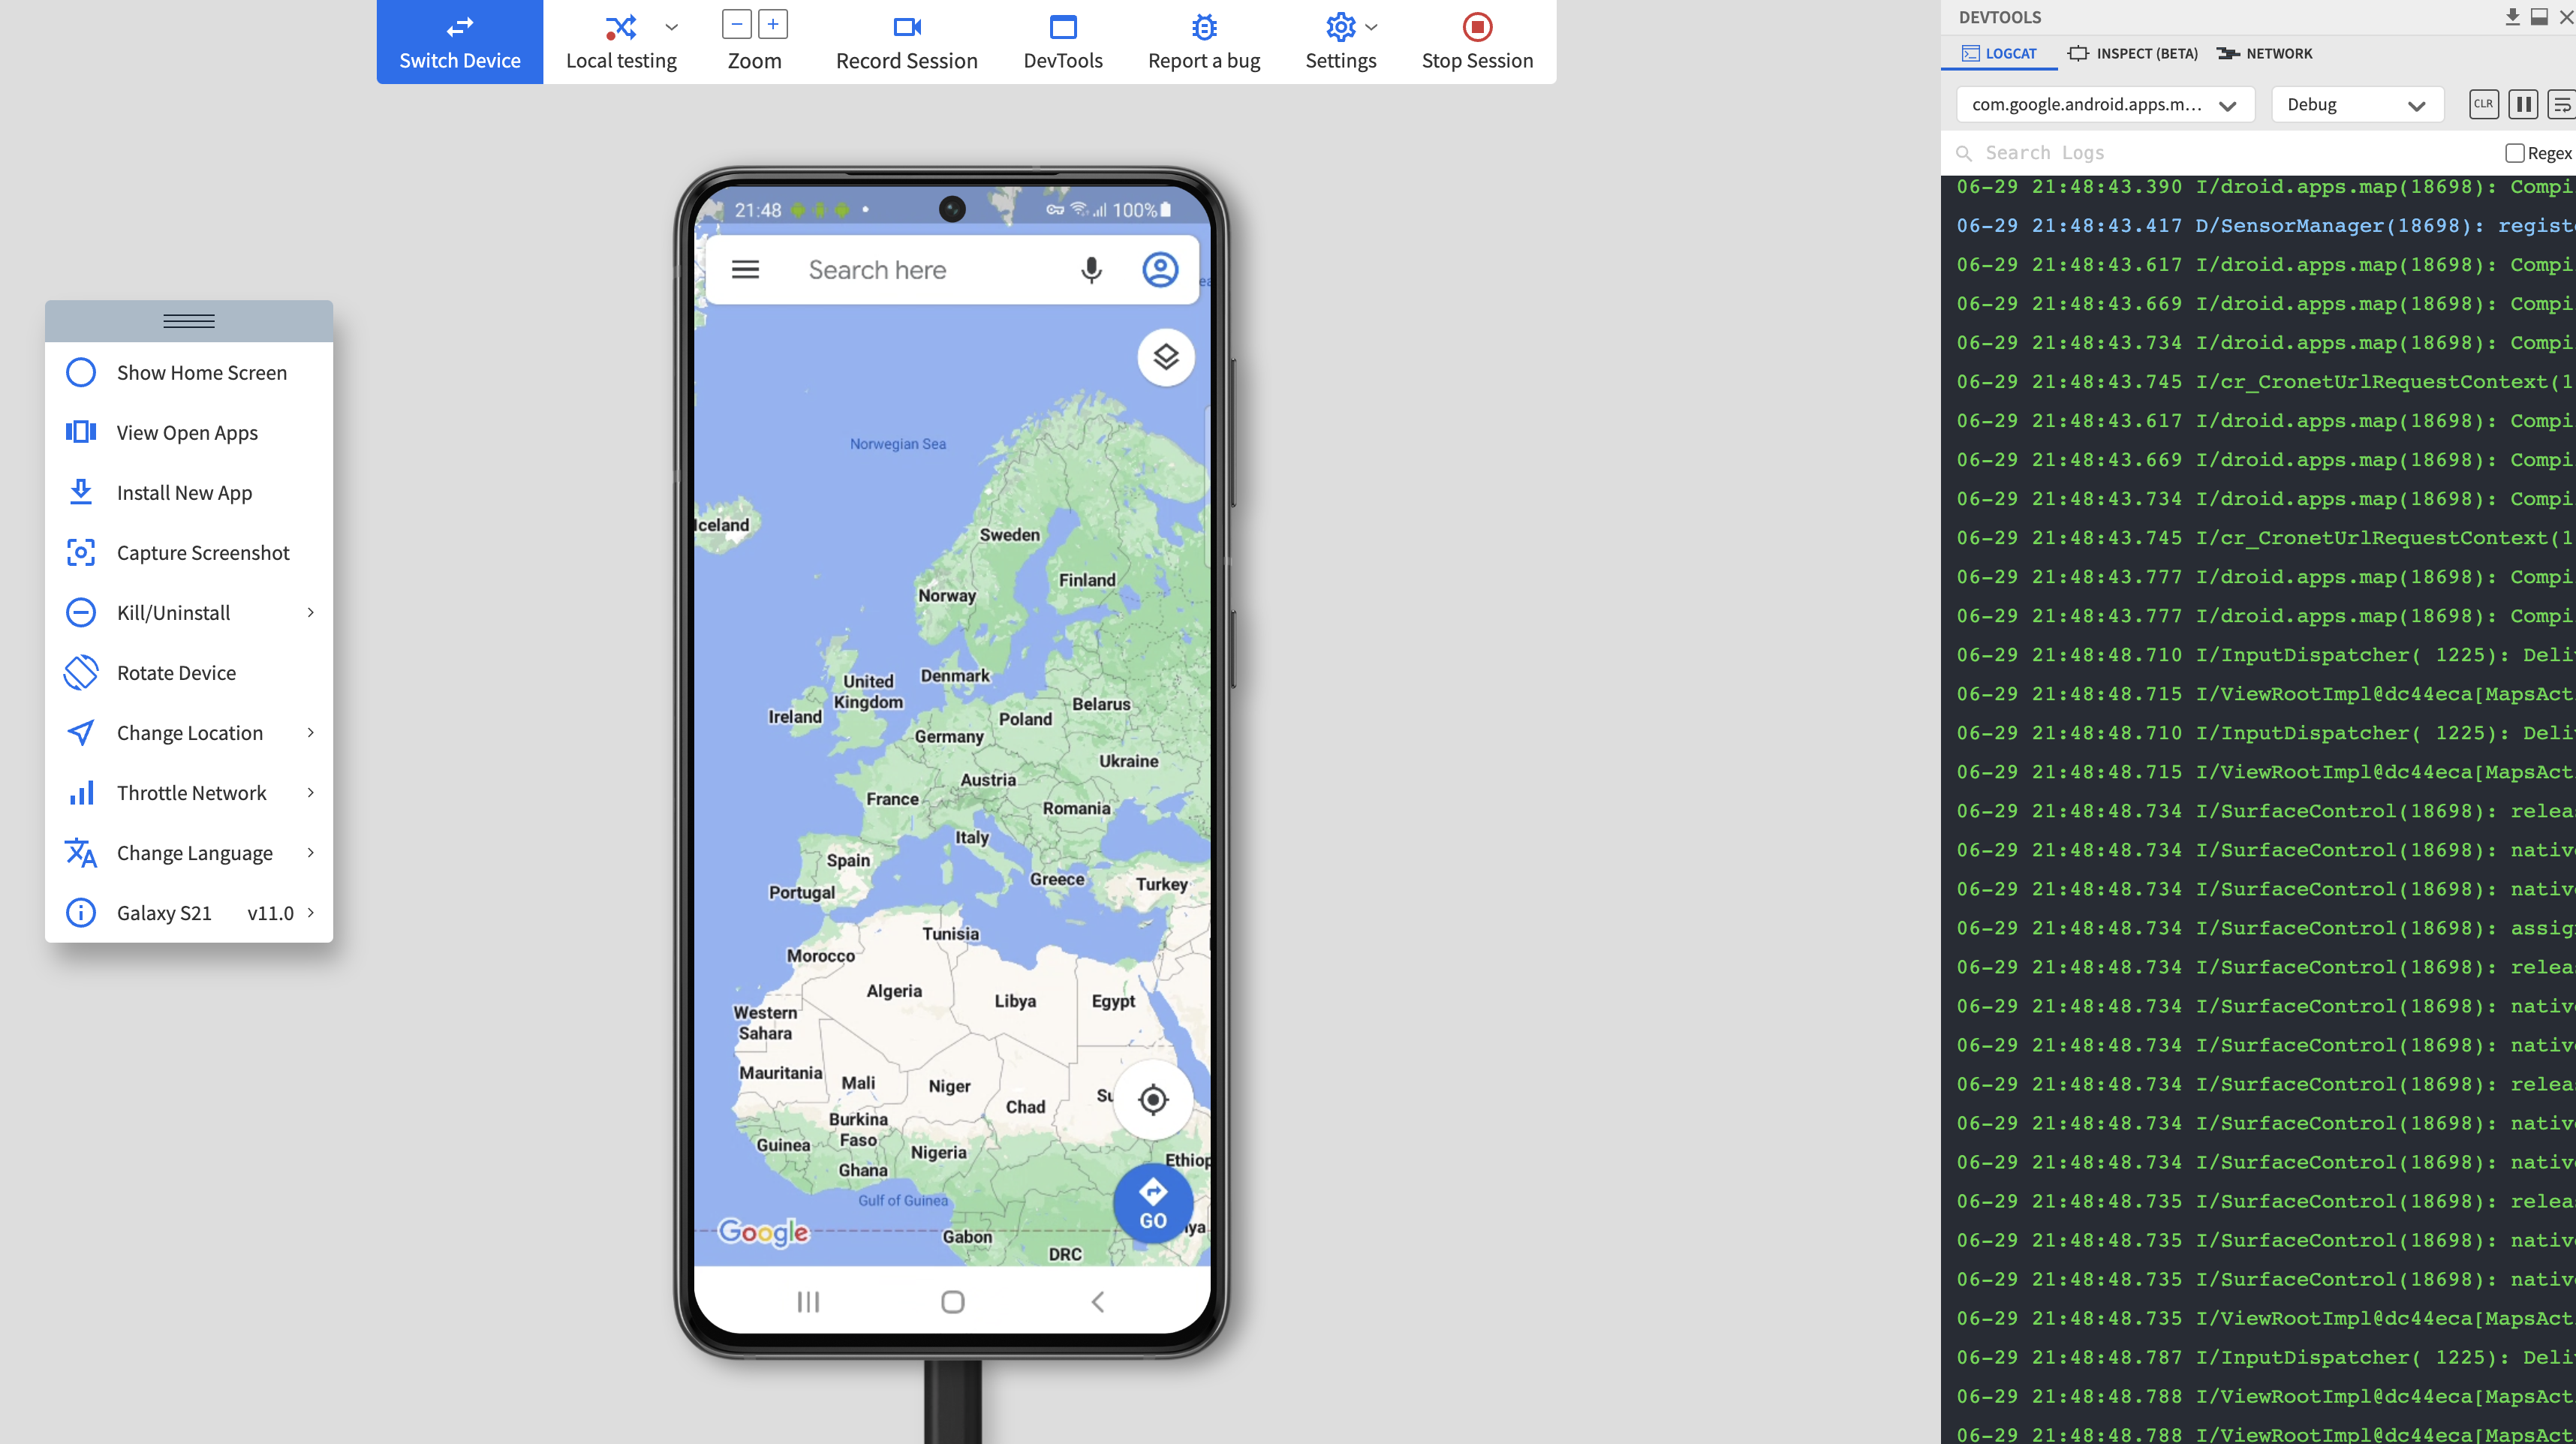 Switch Device
Local testing
Zoom
Record Session
DevTools
Report a bug
Settings
Stop Session
Show Home Screen
View Open Apps
Install New App
Capture Screenshot
Kill/Uninstall
Rotate Device
Change Location
Throttle Network
Change Language
Galaxy S21 v11.0
21:48 100%
Search here
Norwegian Sea
Iceland
Sweden
Finland
Norway
Denmark
United
Kingdom
Ireland
Belarus
Poland
Germany
Ukraine
Austria
France
Romania
Italy
Spain
Greece
Portugal
Turkey
Tunisia
Morocco
Algeria
Libya
Egypt
Western
Sahara
Mauritania
Mali
Niger
Chad
Su
Burkina
Faso
Guinea
Nigeria
Ghana
Ethiop
Gulf of Guinea
GO
Google
Gabon
ya
DRC
DEVTOOLS
LOGCAT INSPECT (BETA) NETWORK
com.google.android.apps.m... Debug CLR
Search Logs Regex
06-29 21:48:43.390 I/droid.apps.map(18698): Compi
06-29 21:48:43.417 D/SensorManager(18698): regist
06-29 21:48:43.617 I/droid.apps.map(18698): Compi
06-29 21:48:43.669 I/droid.apps.map(18698): Compi
06-29 21:48:43.734 I/droid.apps.map(18698): Compi
06-29 21:48:43.745 I/cr_CronetUrlRequestContext(1
06-29 21:48:43.617 I/droid.apps.map(18698): Compi
06-29 21:48:43.669 I/droid.apps.map(18698): Compi
06-29 21:48:43.734 I/droid.apps.map(18698): Compi
06-29 21:48:43.745 I/cr_CronetUrlRequestContext(1
06-29 21:48:43.777 I/droid.apps.map(18698): Compi
06-29 21:48:43.777 I/droid.apps.map(18698): Compi
06-29 21:48:48.710 I/InputDispatcher( 1225): Deli
06-29 21:48:48.715 I/ViewRootImpl@dc44eca[MapsAct
06-29 21:48:48.710 I/InputDispatcher( 1225): Deli
06-29 21:48:48.715 I/ViewRootImpl@dc44eca[MapsAct
06-29 21:48:48.734 I/SurfaceControl(18698): relea
06-29 21:48:48.734 I/SurfaceControl(18698): nativ
06-29 21:48:48.734 I/SurfaceControl(18698): nativ
06-29 21:48:48.734 I/SurfaceControl(18698): assig
06-29 21:48:48.734 I/SurfaceControl(18698): relea
06-29 21:48:48.734 I/SurfaceControl(18698): nativ
06-29 21:48:48.734 I/SurfaceControl(18698): nativ
06-29 21:48:48.734 I/SurfaceControl(18698): relea
06-29 21:48:48.734 I/SurfaceControl(18698): nativ
06-29 21:48:48.734 I/SurfaceControl(18698): nativ
06-29 21:48:48.735 I/SurfaceControl(18698): relea
06-29 21:48:48.735 I/SurfaceControl(18698): nativ
06-29 21:48:48.735 I/SurfaceControl(18698): nativ
06-29 21:48:48.735 I/ViewRootImpl@dc44eca[MapsAct
06-29 21:48:48.787 I/InputDispatcher( 1225): Deli
06-29 21:48:48.788 I/ViewRootImpl@dc44eca[MapsAct
06-29 21:48:48.788 I/ViewRootImpl@dc44eca[MapsAct